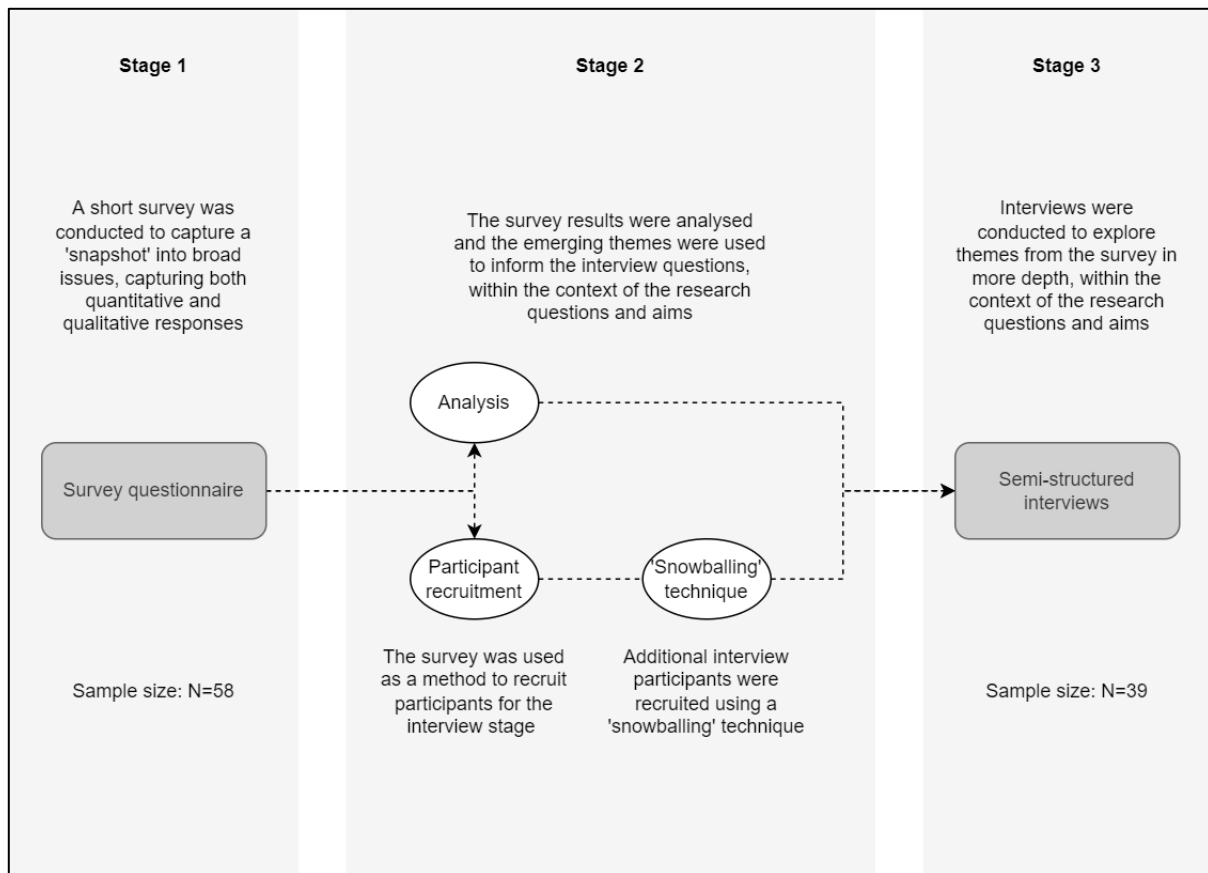 Stage 1
A short survey was
conducted to capture a
'snapshot' into broad
issues, capturing both
quantitative and
qualitative responses
Survey questionnaire
Sample size: N=58
Stage 2
The survey results were analysed
and the emerging themes were used
to inform the interview questions,
within the context of the research
questions and aims
Analysis
Participant
recruitment
The survey was used
as a method to recruit
participants for the
interview stage
'Snowballing'
technique
Additional interview
participants were
recruited using a
'snowballing' technique
Stage 3
Interviews were
conducted to explore
themes from the survey in
more depth, within the
context of the research
questions and aims
Semi-structured
interviews
Sample size: N=39